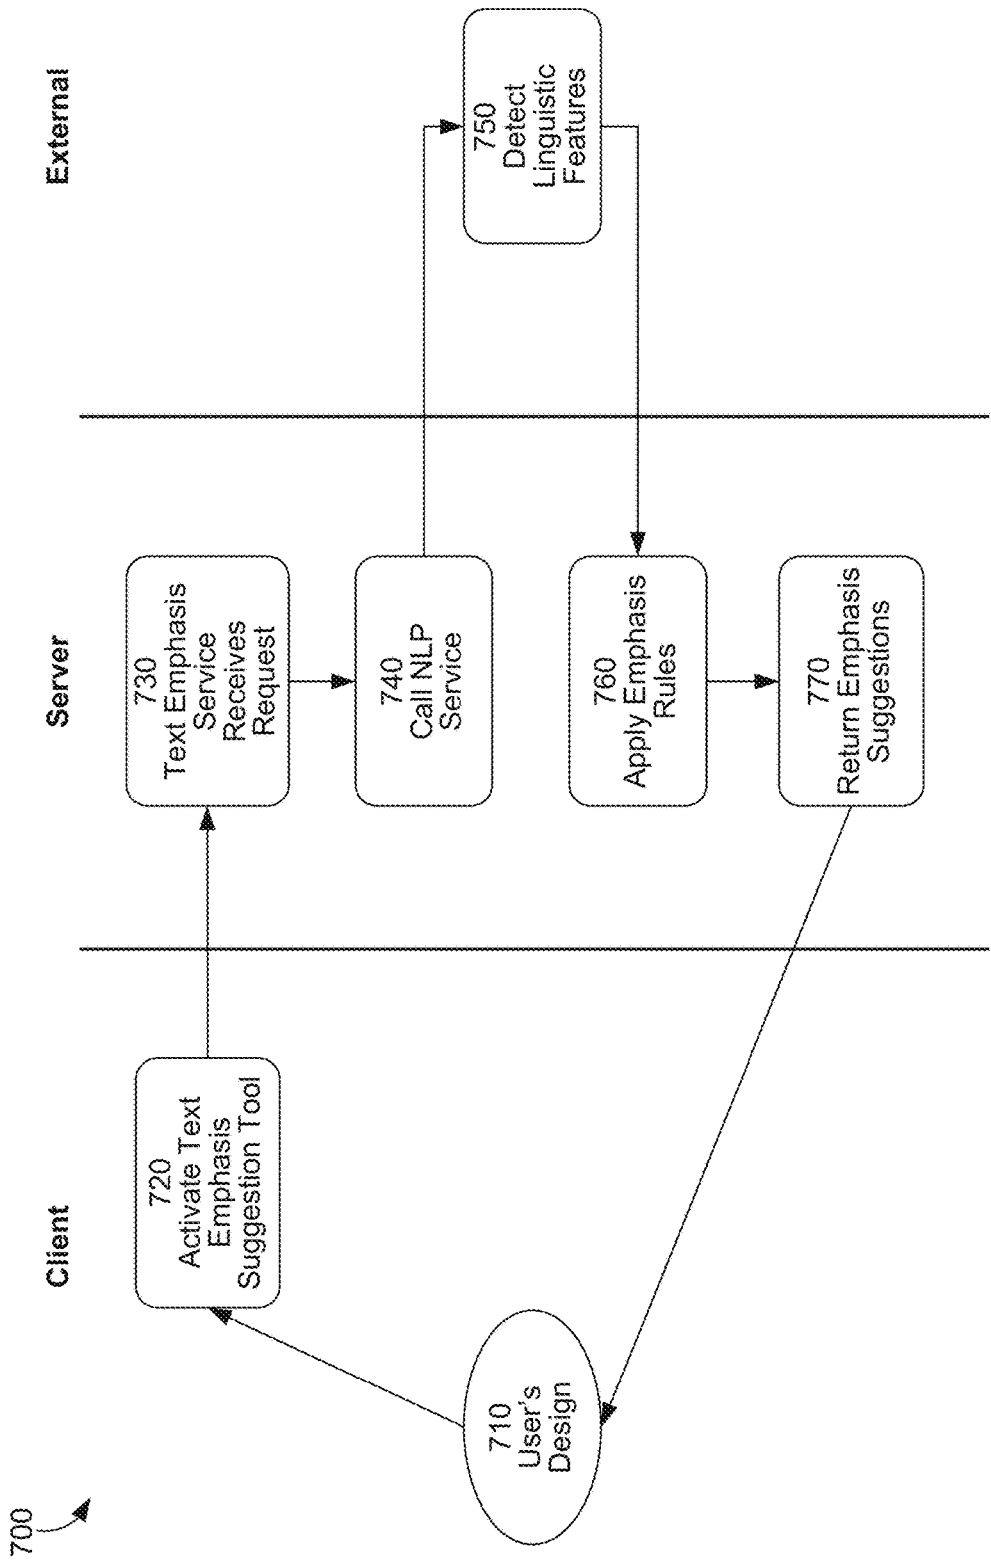 700
Client
Server
External
710
User's
Design
720
Activate Text
Emphasis
Suggestion Tool
730
Text Emphasis
Service
Receives
Request
740
Call NLP
Service
750
Detect
Linguistic
Features
760
Apply Emphasis
Rules
770
Return Emphasis
Suggestions